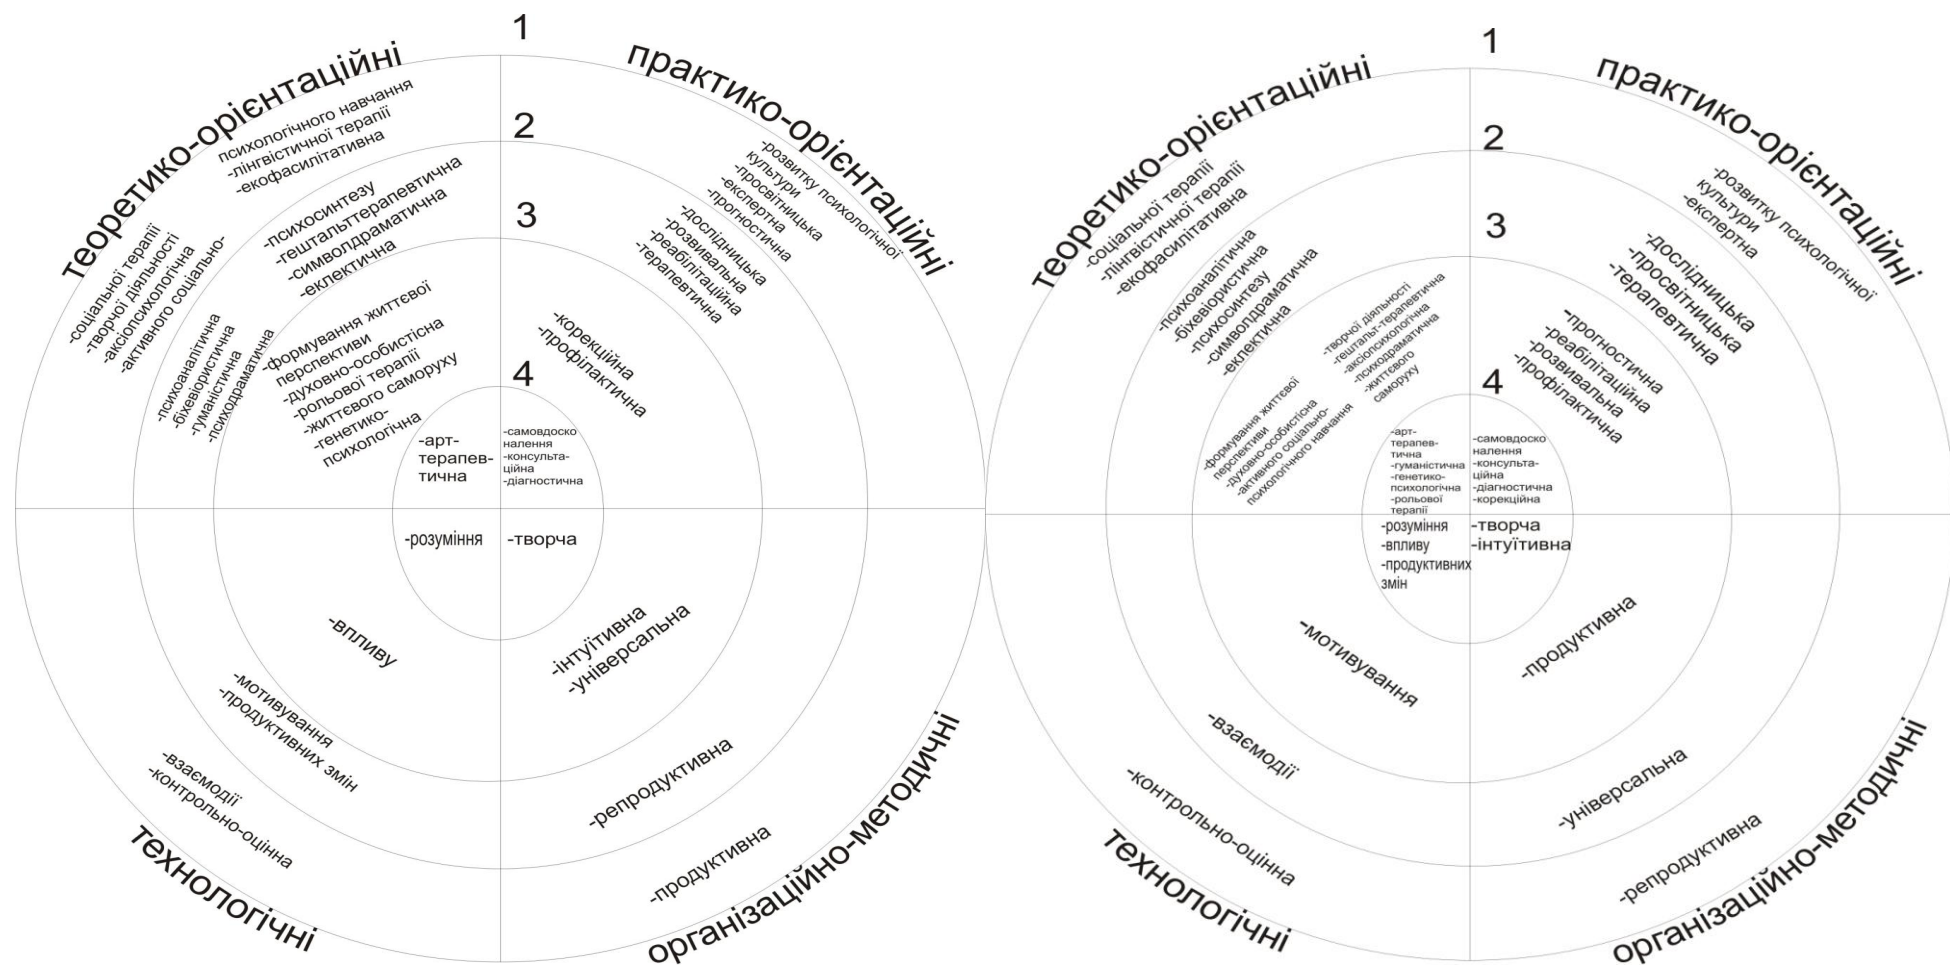 1
теоретико-орієнтаційні
практико-орієнтаційні
психологічного навчання
-лінгвістичної терапії
-екофасилітативна
-соціальної терапії
-творчої діяльності
-аксіопсихологічна
-активного соціально-
-розвитку психологічної
культури
-просвітницька
-експертна
-прогностична
2
-психосинтезу
-гештальттерапевтична
-символдраматична
-еклектична
-психоаналітична
-біхевіористична
-гуманістична
-психодраматична
-дослідницька
-розвивальна
-реабілітаційна
-терапевтична
3
-формування життєвої
перспективи
-духовно-особистісна
-рольової терапії
-життєвого саморуху
-генетико-
психологічна
-корекційна
-профілактична
4
-арт-
терапев-
тична
-самовдоско
налення
-консульта-
ційна
-діагностична
-розуміння
-творча
-впливу
-інтуїтивна
-універсальна
-мотивування
-продуктивних змін
-репродуктивна
-взаємодії
-контрольно-оцінна
-продуктивна
технологічні
організаційно-методичні
1
теоретико-орієнтаційні
практико-орієнтаційні
-соціальної терапії
-лінгвістичної терапії
-екофасилітативна
-розвитку психологічної
культури
-експертна
2
-психоаналітична
-біхевіористична
-психосинтезу
-символдраматична
-еклектична
-дослідницька
-просвітницька
-терапевтична
3
-творчої діяльності
-гештальт-терапевтична
-аксіопсихологічна
-психодраматична
-життєвого
саморуху
-формування життєвої
перспективи
-духовно-особистісна
-активного соціально-
психологічного навчання
-прогностична
-реабілітаційна
-розвивальна
-профілактична
4
-арт-
терапев-
тична
-гуманістична
-генетико-
психологічна
-рольової
терапії
-самовдоско
налення
-консульта-
ційна
-діагностична
-корекційна
-розуміння
-впливу
-продуктивних
змін
-творча
-інтуїтивна
-мотивування
-продуктивна
-взаємодії
-універсальна
-контрольно-оцінна
-репродуктивна
технологічні
організаційно-методичні